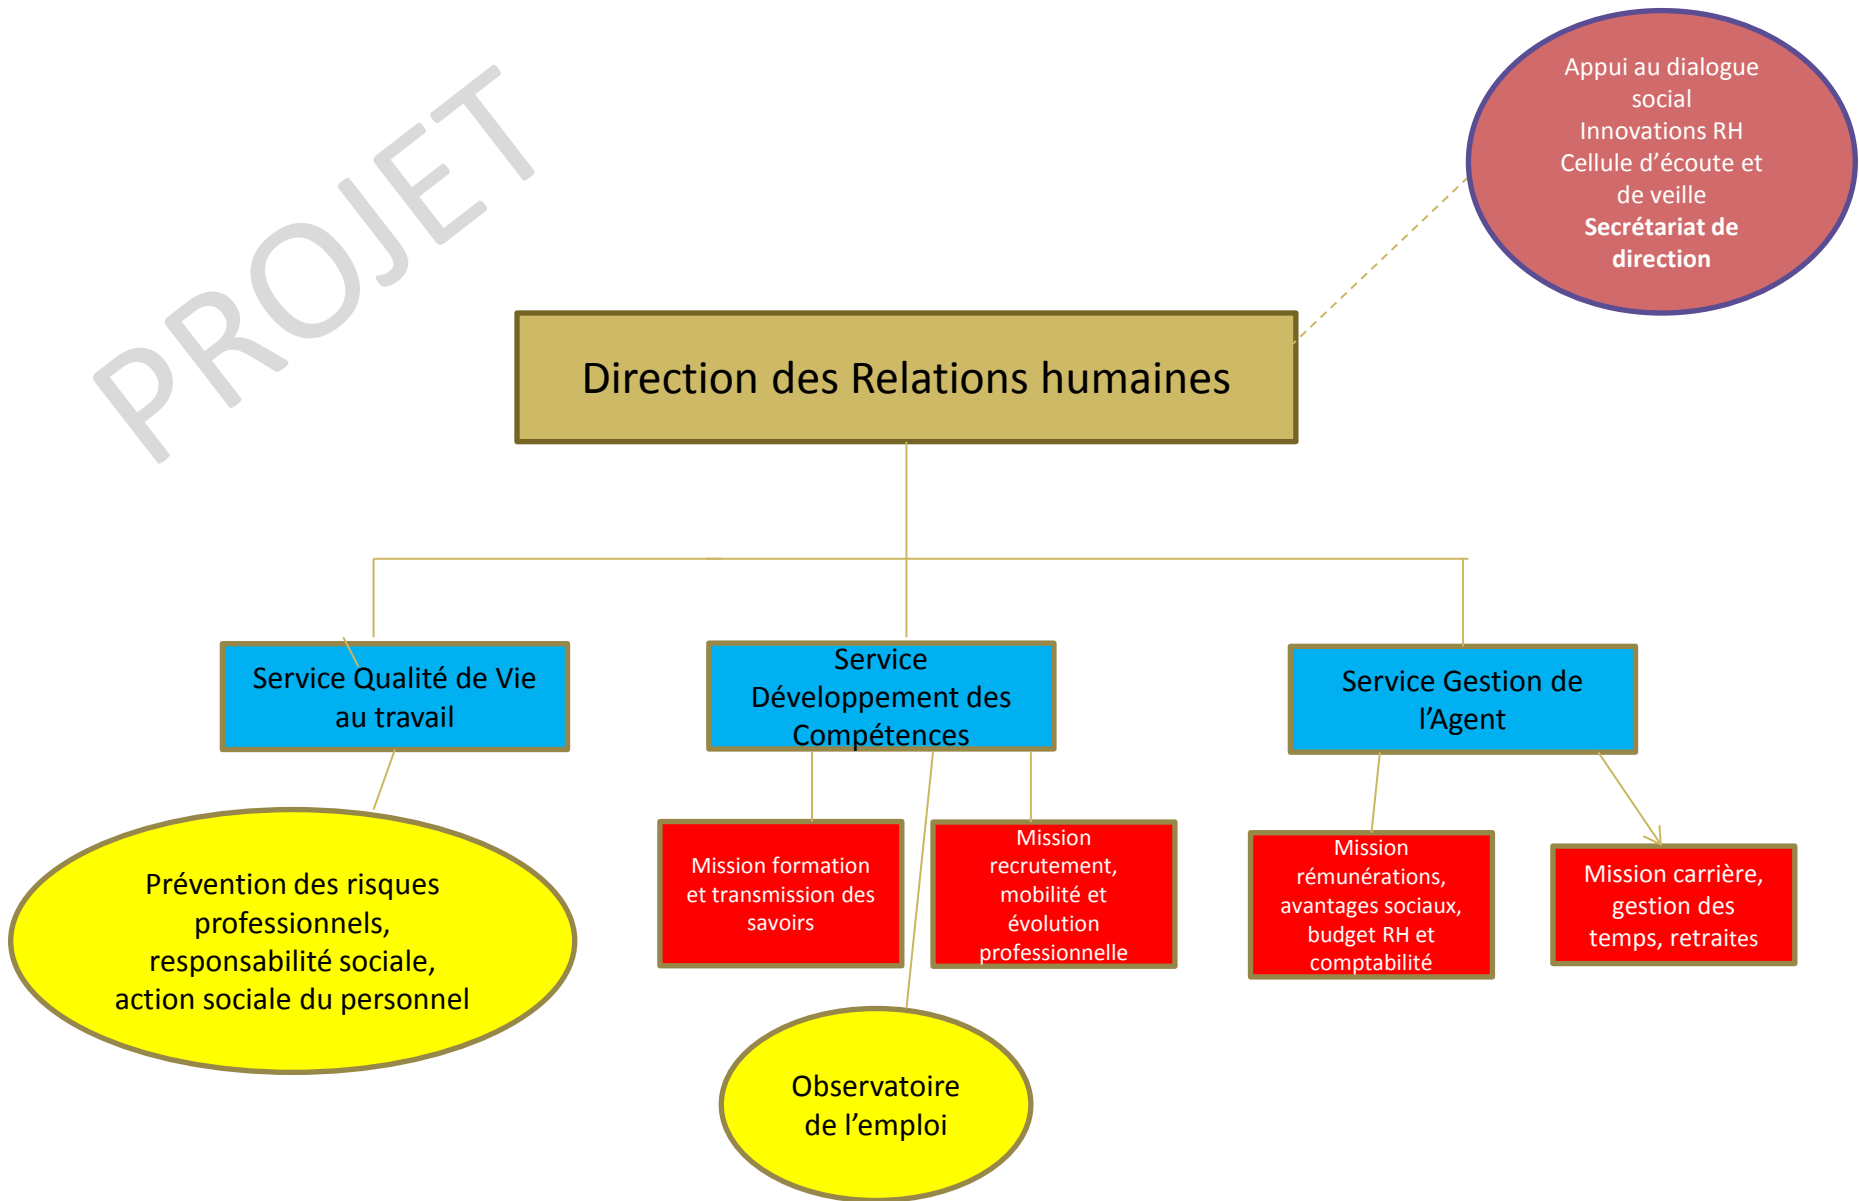 PROJET
Appui au dialogue
social
Innovations RH
Cellule d’écoute et
de veille
Secrétariat de
direction
Direction des Relations humaines
Service Qualité de Vie
au travail
Service
Développement des
Compétences
Service Gestion de
l’Agent
Prévention des risques
professionnels,
responsabilité sociale,
action sociale du personnel
Mission formation
et transmission des
savoirs
Mission
recrutement,
mobilité et
évolution
professionnelle
Mission
rémunérations,
avantages sociaux,
budget RH et
comptabilité
Mission carrière,
gestion des
temps, retraites
Observatoire
de l’emploi